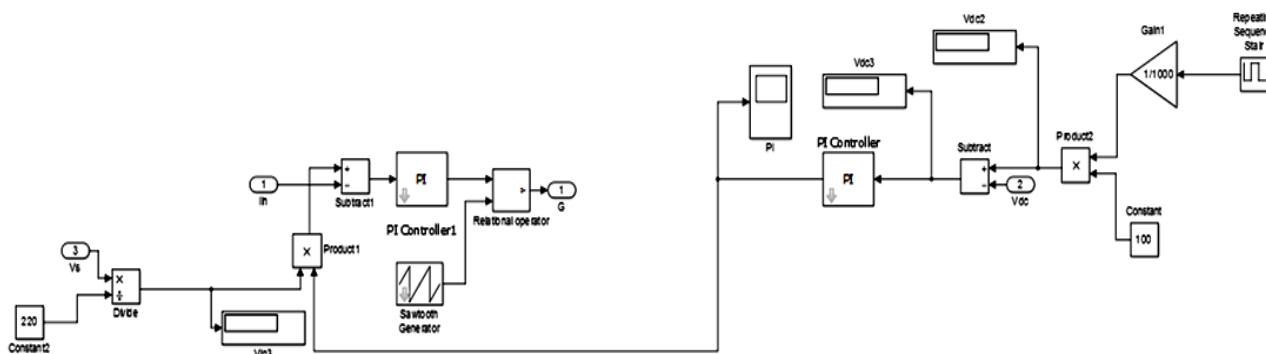 Vdc2
Gain1
Repeating
Sequence
Stair
1/1000
Vdc3
PI
PI Controller
PI
Subtract
+
−
2
Vdc
Product2
×
Constant
100
1
Subtract1
+
−
PI
PI Controller1
>
Relational operator
1
G
Product1
×
3
Vs
×
÷
Divide
220
Constant2
Sawtooth
Generator